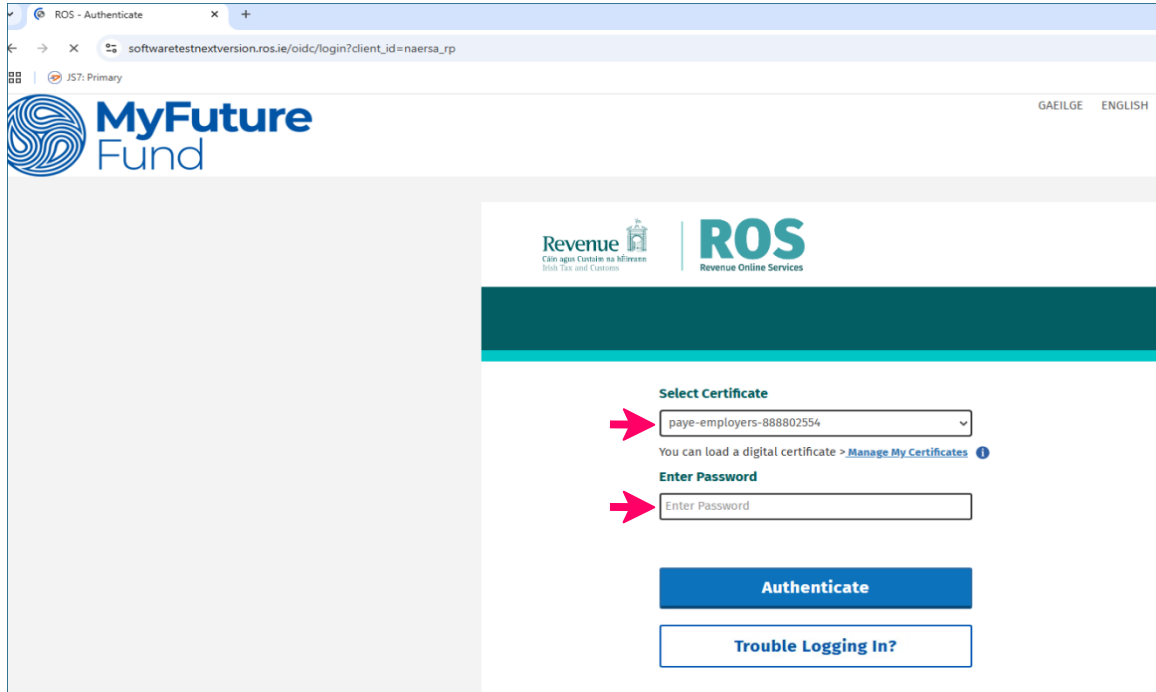 ROS - Authenticate
softwaretestnextversion.ros.ie/oidc/login?client_id=naersa_rp
JS7: Primary
MyFuture
Fund
GAEILGE ENGLISH
Revenue
Cáin agus Custaim na hÉireann
Irish Tax and Customs
ROS
Revenue Online Services
Select Certificate
paye-employers-888802554
You can load a digital certificate > Manage My Certificates i
Enter Password
Enter Password
Authenticate
Trouble Logging In?